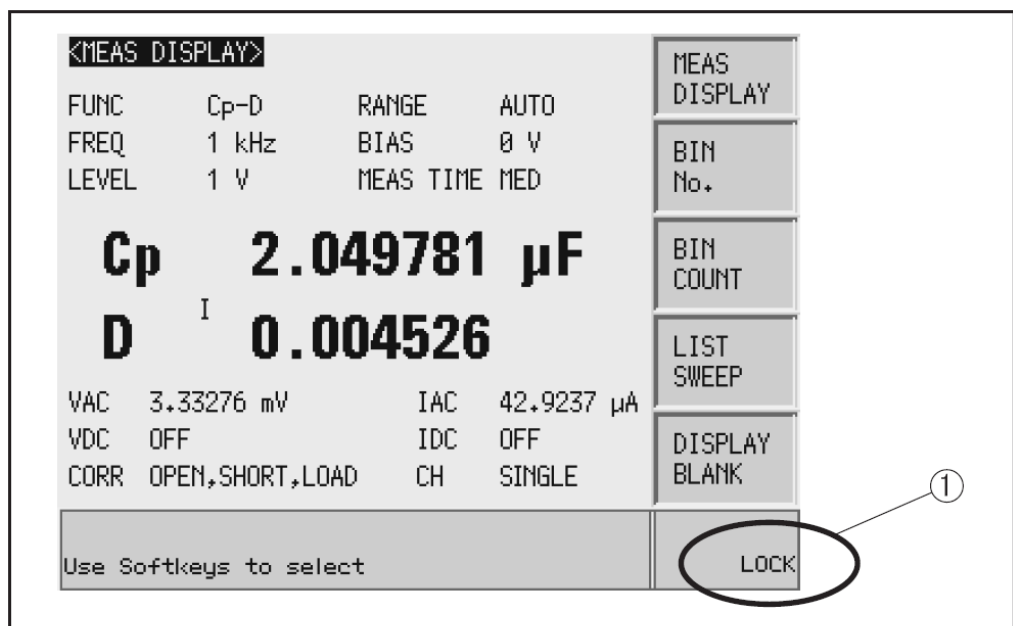 <MEAS DISPLAY>
FUNC Cp-D RANGE AUTO
FREQ 1 kHz BIAS 0 V
LEVEL 1 V MEAS TIME MED
Cp 2.049781 µF
I
D 0.004526
VAC 3.33276 mV IAC 42.9237 µA
VDC OFF IDC OFF
CORR OPEN,SHORT,LOAD CH SINGLE
MEAS
DISPLAY
BIN
No.
BIN
COUNT
LIST
SWEEP
DISPLAY
BLANK
Use Softkeys to select
LOCK
①